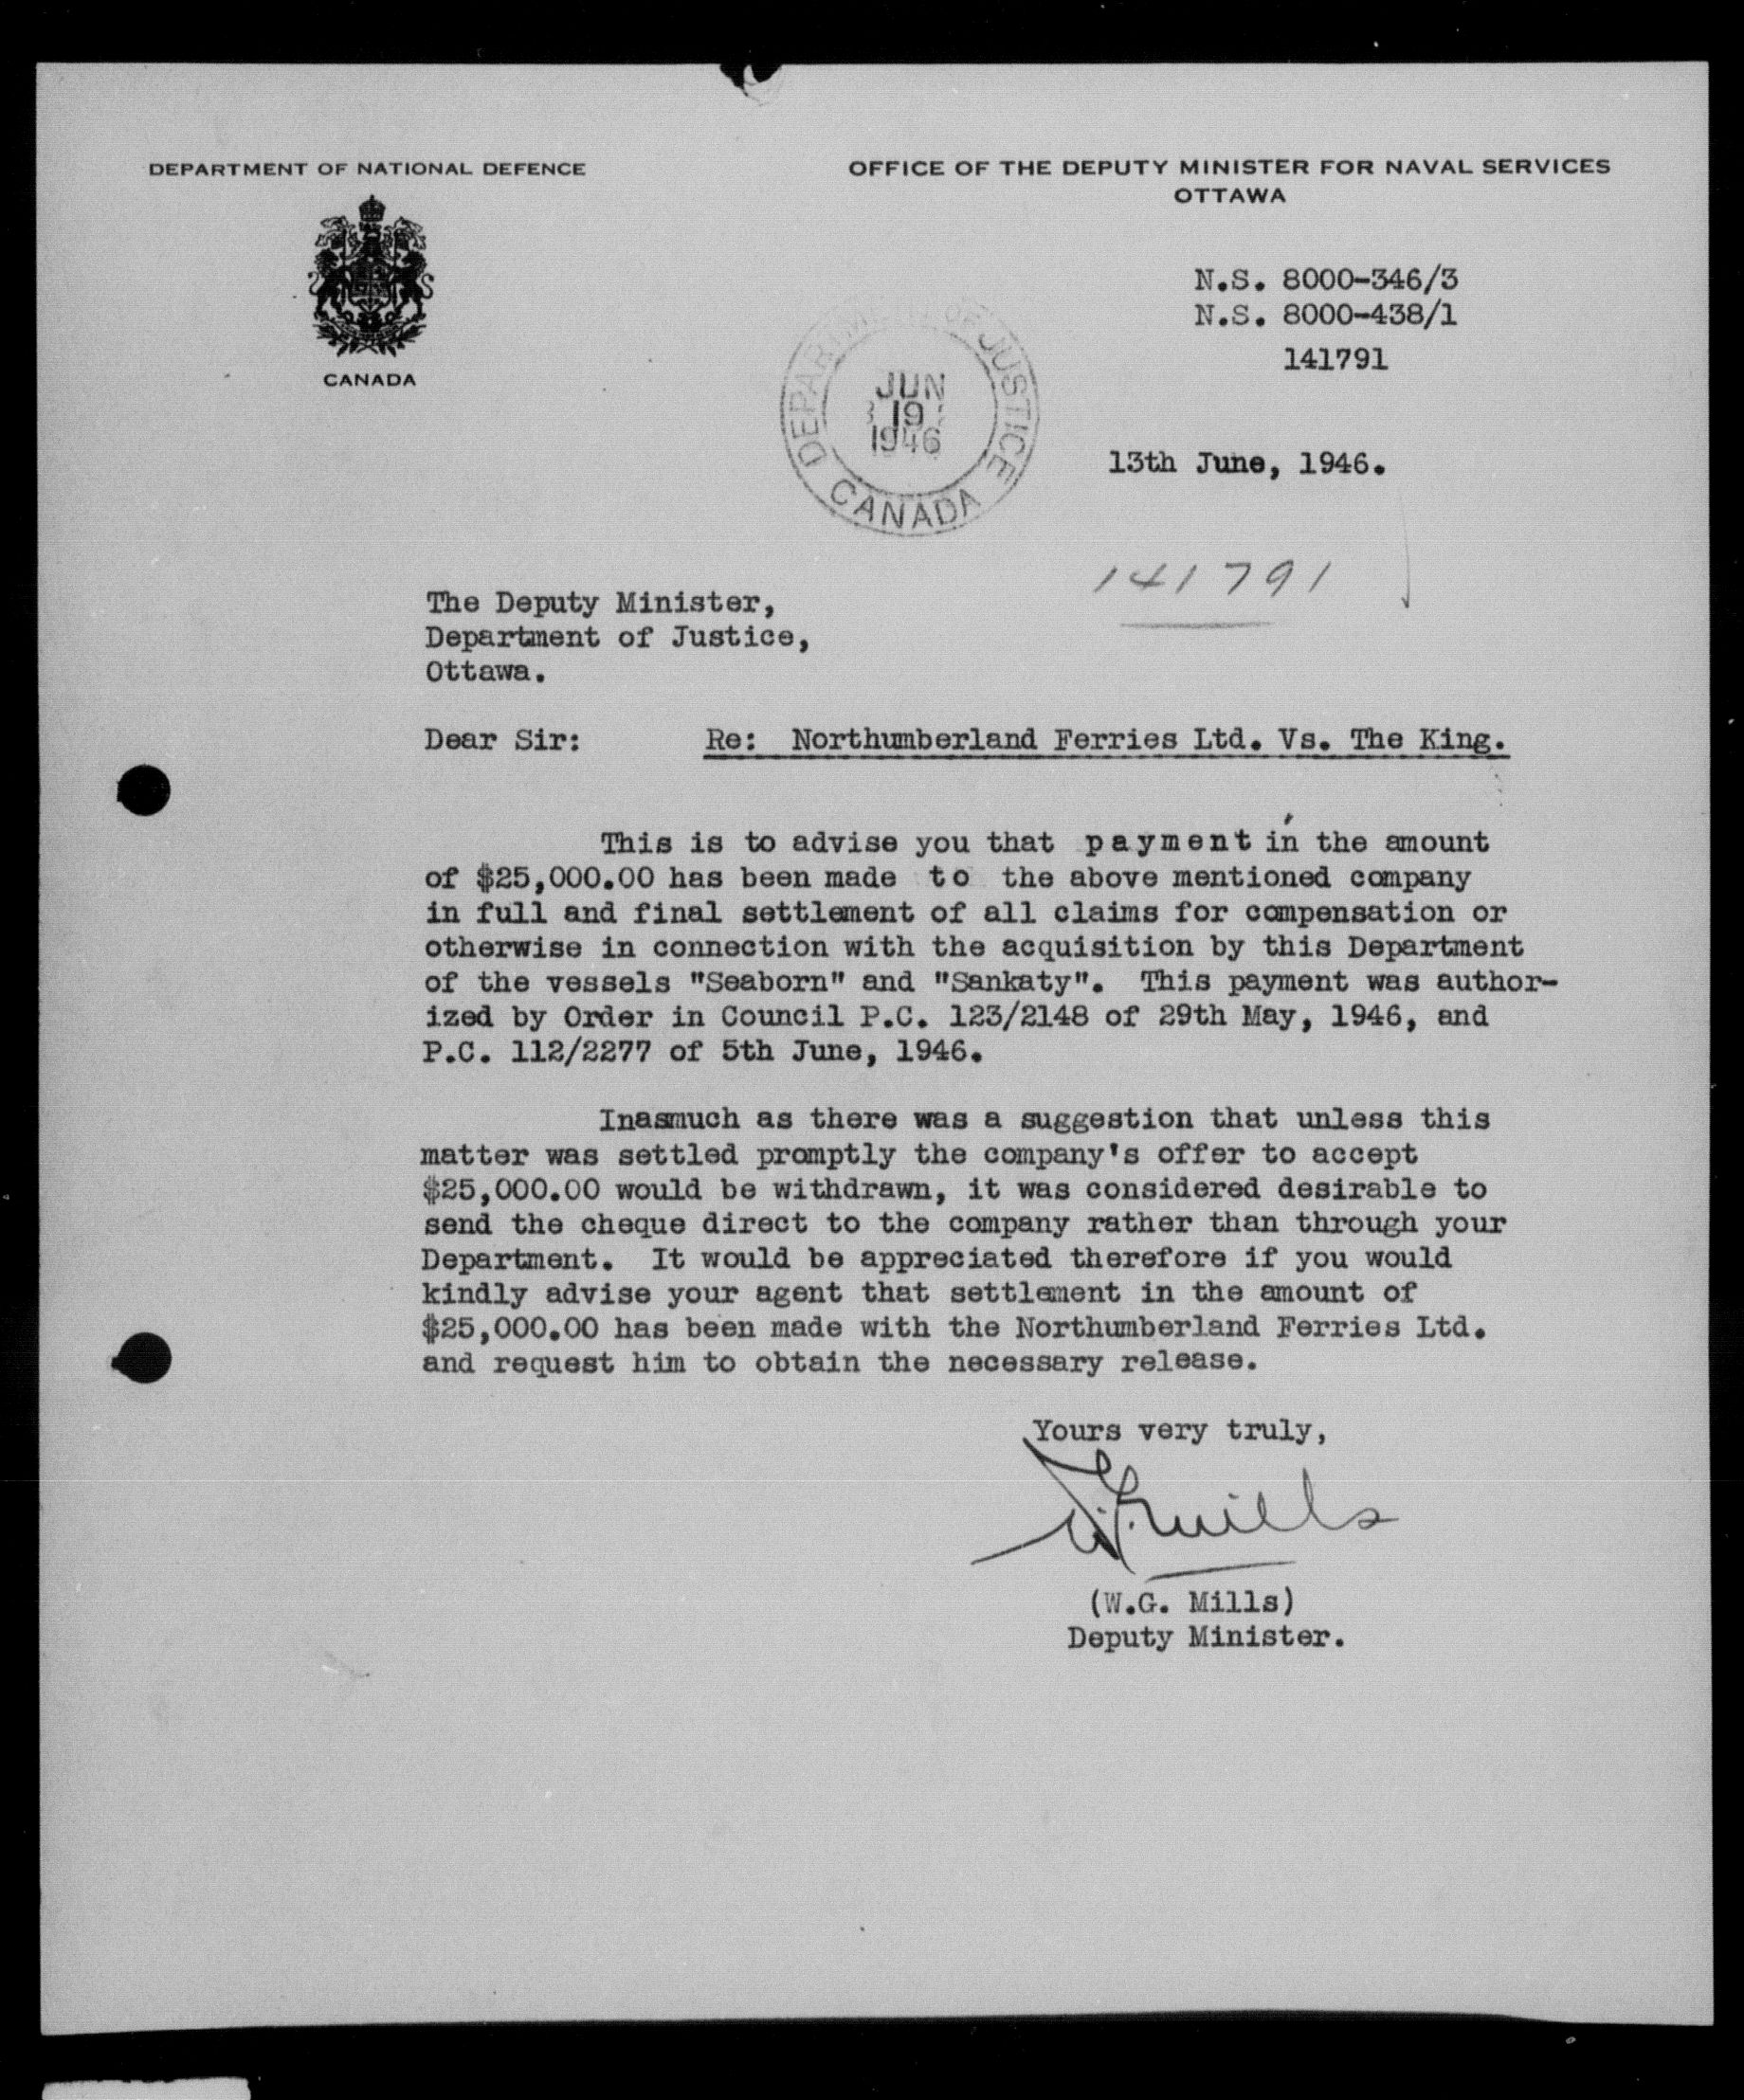 DEPARTMENT OF NATIONAL DEFENCE
CANADA
OFFICE OF THE DEPUTY MINISTER FOR NAVAL SERVICES
OTTAWA
N.S. 8000-346/3
N.S. 8000-438/1
141791
DEPARTMENT OF JUSTICE
JUN
19
1946
CANADA
13th June, 1946.
141791
The Deputy Minister,
Department of Justice,
Ottawa.
Dear Sir: Re: Northumberland Ferries Ltd. Vs. The King.
This is to advise you that payment in the amount
of $25,000.00 has been made to the above mentioned company
in full and final settlement of all claims for compensation or
otherwise in connection with the acquisition by this Department
of the vessels "Seaborn" and "Sankaty". This payment was author-
ized by Order in Council P.C. 123/2148 of 29th May, 1946, and
P.C. 112/2277 of 5th June, 1946.
Inasmuch as there was a suggestion that unless this
matter was settled promptly the company's offer to accept
$25,000.00 would be withdrawn, it was considered desirable to
send the cheque direct to the company rather than through your
Department. It would be appreciated therefore if you would
kindly advise your agent that settlement in the amount of
$25,000.00 has been made with the Northumberland Ferries Ltd.
and request him to obtain the necessary release.
Yours very truly,
W.G. Mills
(W.G. Mills)
Deputy Minister.